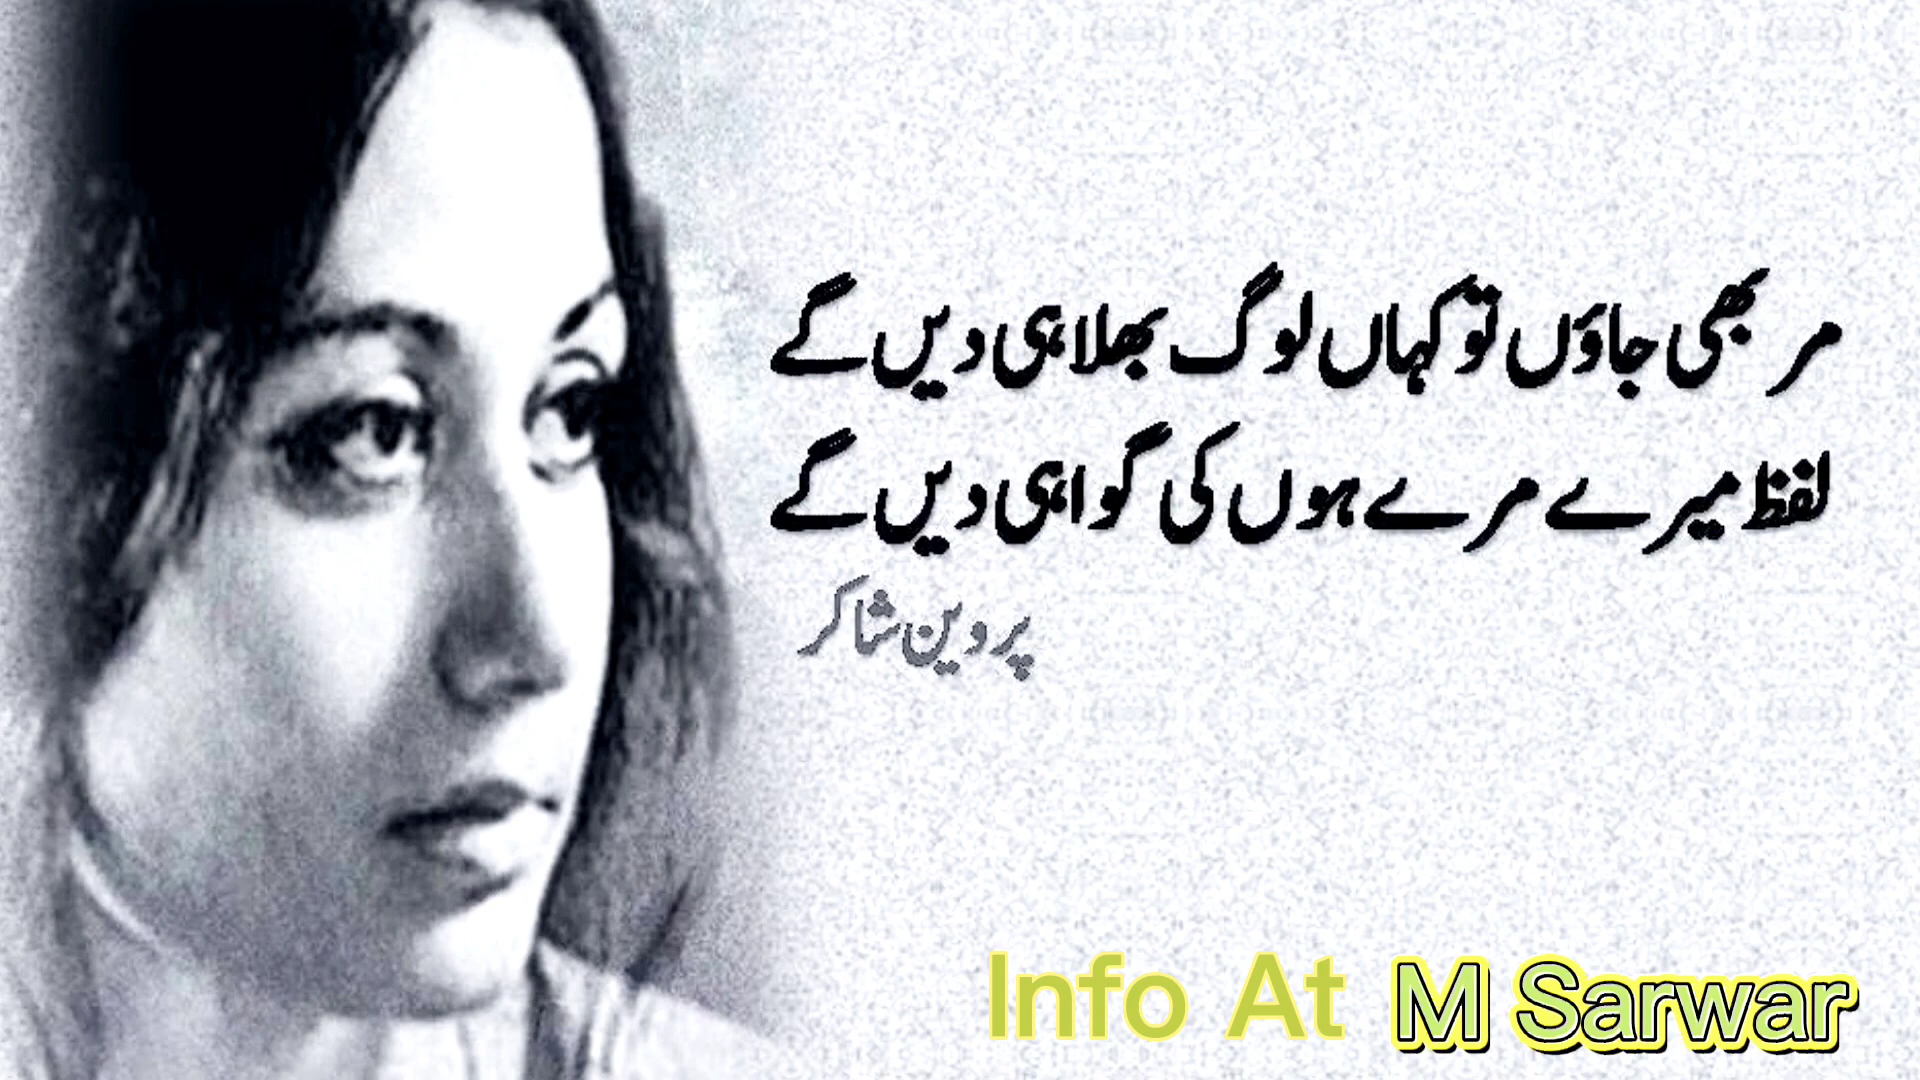 مر بھی جاؤں تو کہاں لوگ بھلا ہی دیں گے
لفظ میرے مرے ہوں کی گواہی دیں گے
پروین شاکر
Info At M Sarwar